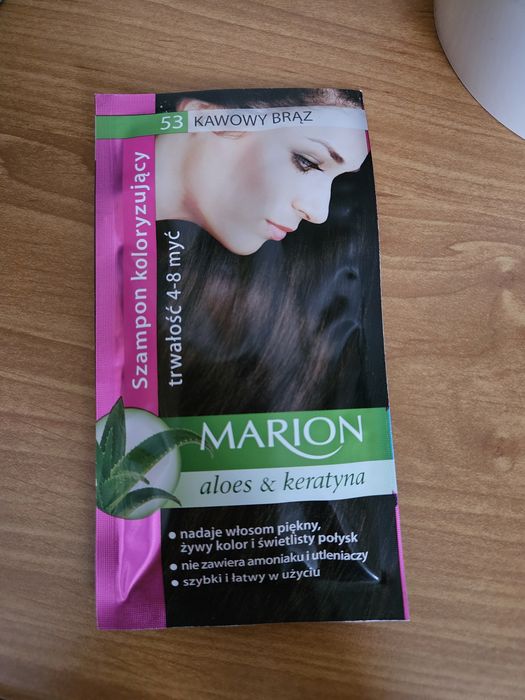 53 KAWOWY BRĄZ
Szampon koloryzujący
trwałość 4-8 myć
MARION
aloes & keratyna
• nadaje włosom piękny,
żywy kolor i świetlisty połysk
• nie zawiera amoniaku i utleniaczy
• szybki i łatwy w użyciu